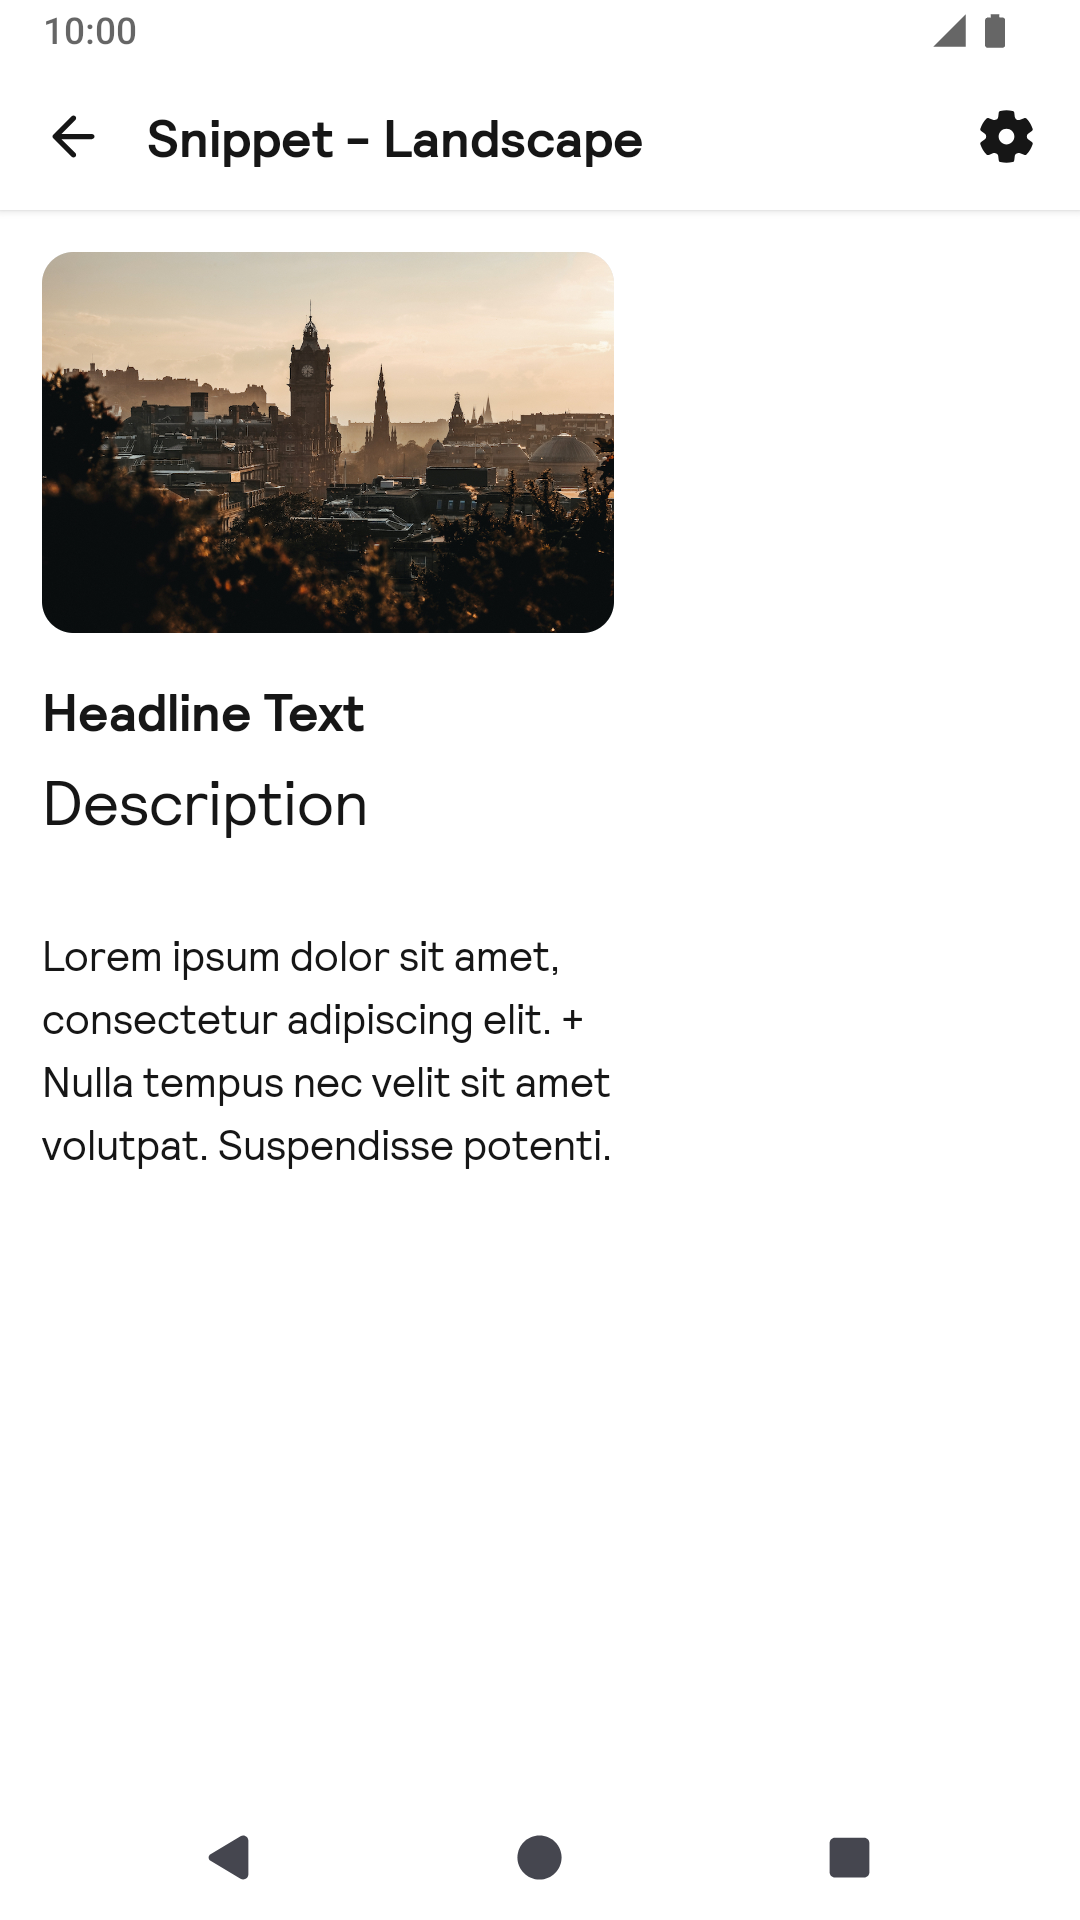 10:00
Snippet - Landscape
Headline Text
Description
Lorem ipsum dolor sit amet,
consectetur adipiscing elit. +
Nulla tempus nec velit sit amet
volutpat. Suspendisse potenti.